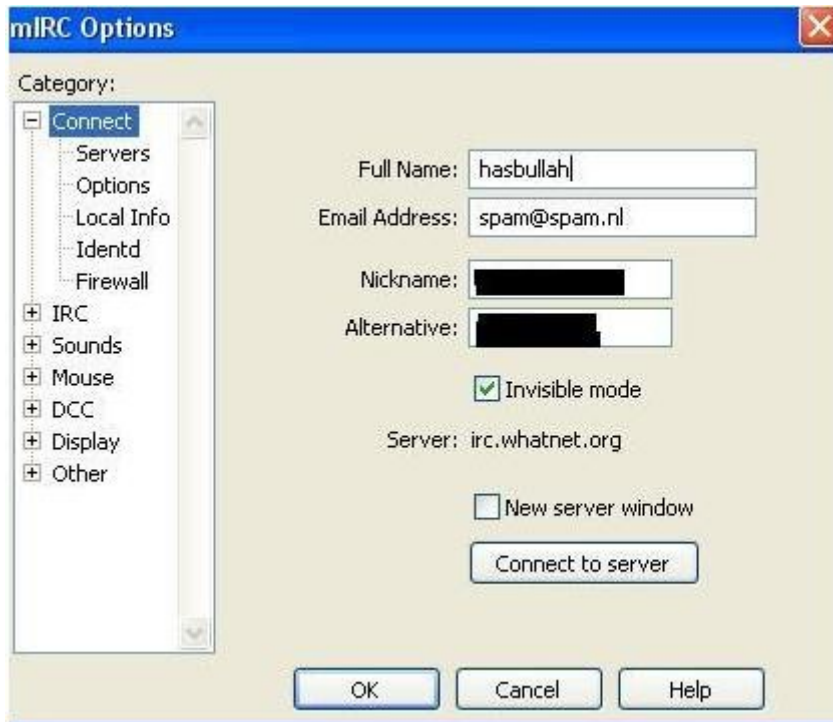 mIRC Options
Category:
Connect
Servers
Options
Local Info
Identd
Firewall
IRC
Sounds
Mouse
DCC
Display
Other
Full Name: hasbullah
Email Address: spam@spam.nl
Nickname:
Alternative:
Invisible mode
Server: irc.whatnet.org
New server window
Connect to server
OK Cancel Help